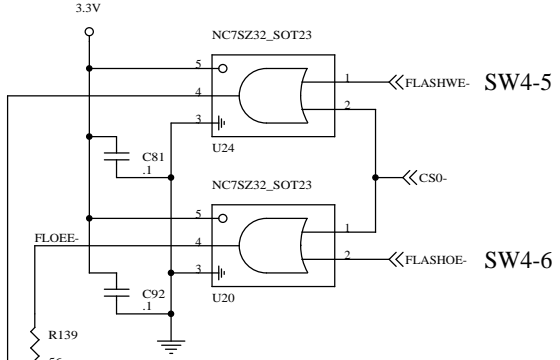 3.3V
NC7SZ32_SOT23
5
4
3
1
2
FLASHWE-
SW4-5
U24
C81
.1
CS0-
NC7SZ32_SOT23
5
4
3
1
2
FLOEE-
FLASHOE-
SW4-6
U20
C92
.1
R139